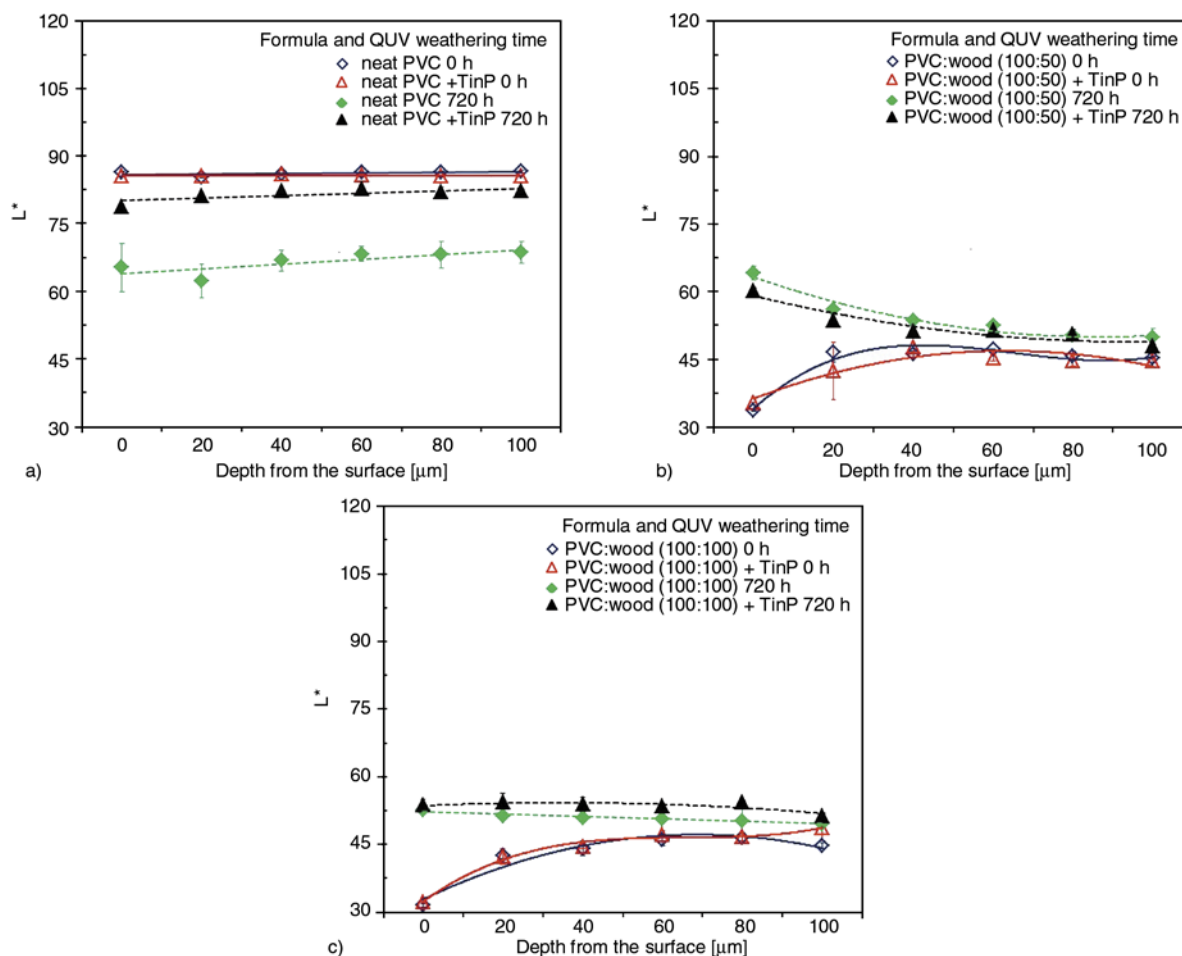 120
105
90
75
60
45
30
L*
Formula and QUV weathering time
neat PVC 0 h
neat PVC +TinP 0 h
neat PVC 720 h
neat PVC +TinP 720 h
0 20 40 60 80 100
Depth from the surface [μm]
a)
120
105
90
75
60
45
30
L*
Formula and QUV weathering time
PVC:wood (100:50) 0 h
PVC:wood (100:50) + TinP 0 h
PVC:wood (100:50) 720 h
PVC:wood (100:50) + TinP 720 h
0 20 40 60 80 100
Depth from the surface [μm]
b)
120
105
90
75
60
45
30
L*
Formula and QUV weathering time
PVC:wood (100:100) 0 h
PVC:wood (100:100) + TinP 0 h
PVC:wood (100:100) 720 h
PVC:wood (100:100) + TinP 720 h
0 20 40 60 80 100
Depth from the surface [μm]
c)